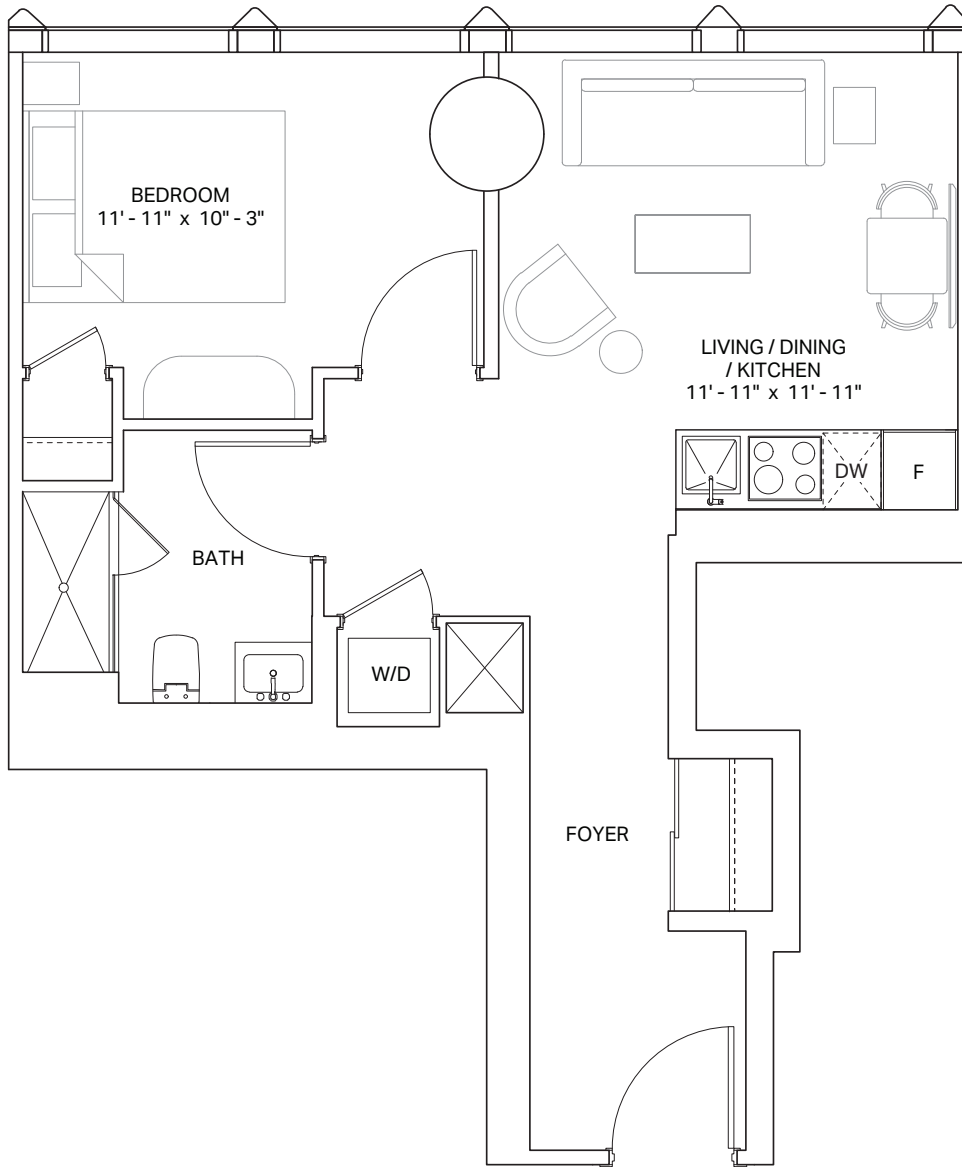 BEDROOM
11' - 11" x 10" - 3"
LIVING / DINING
/ KITCHEN
11' - 11" x 11' - 11"
DW
F
BATH
W/D
FOYER